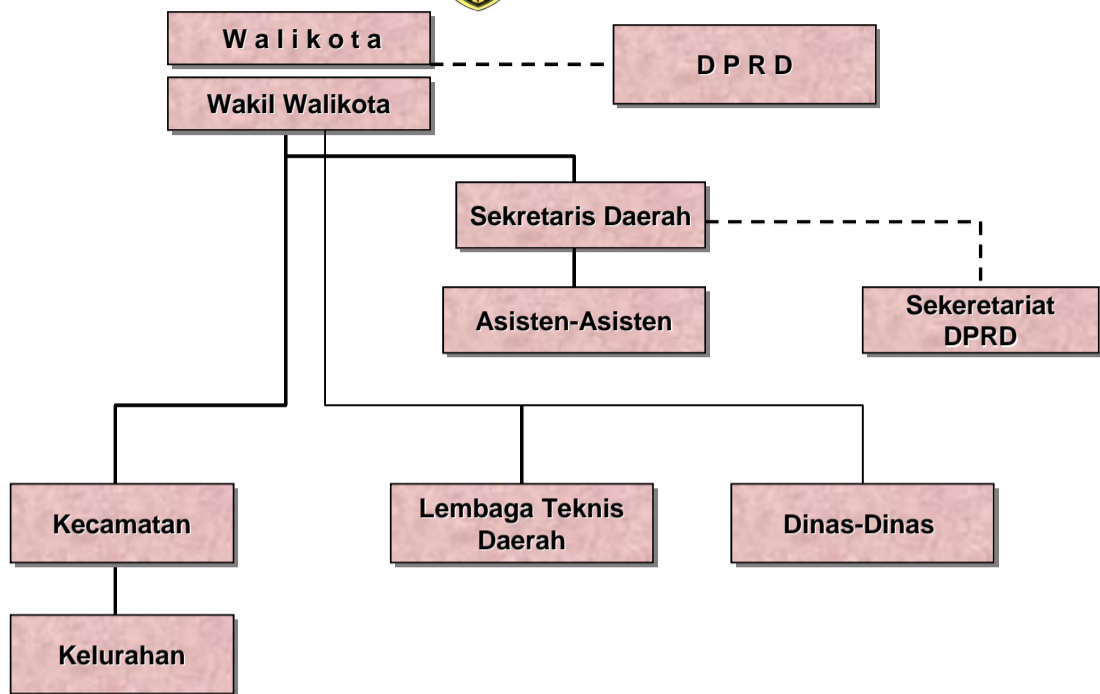 W a l i k o t a
D P R D
Wakil Walikota
Sekretaris Daerah
Asisten-Asisten
Sekeretariat
DPRD
Kecamatan
Lembaga Teknis
Daerah
Dinas-Dinas
Kelurahan